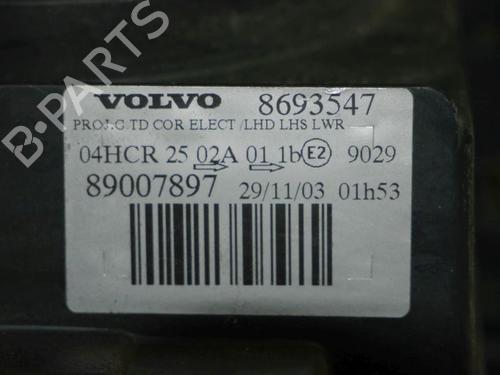 B-PARTS
VOLVO 8693547
PROJ.G TD COR ELECT /LHD LHS LWR
04HCR 25 02A 01 1b E2 9029
89007897 29/11/03 01h53